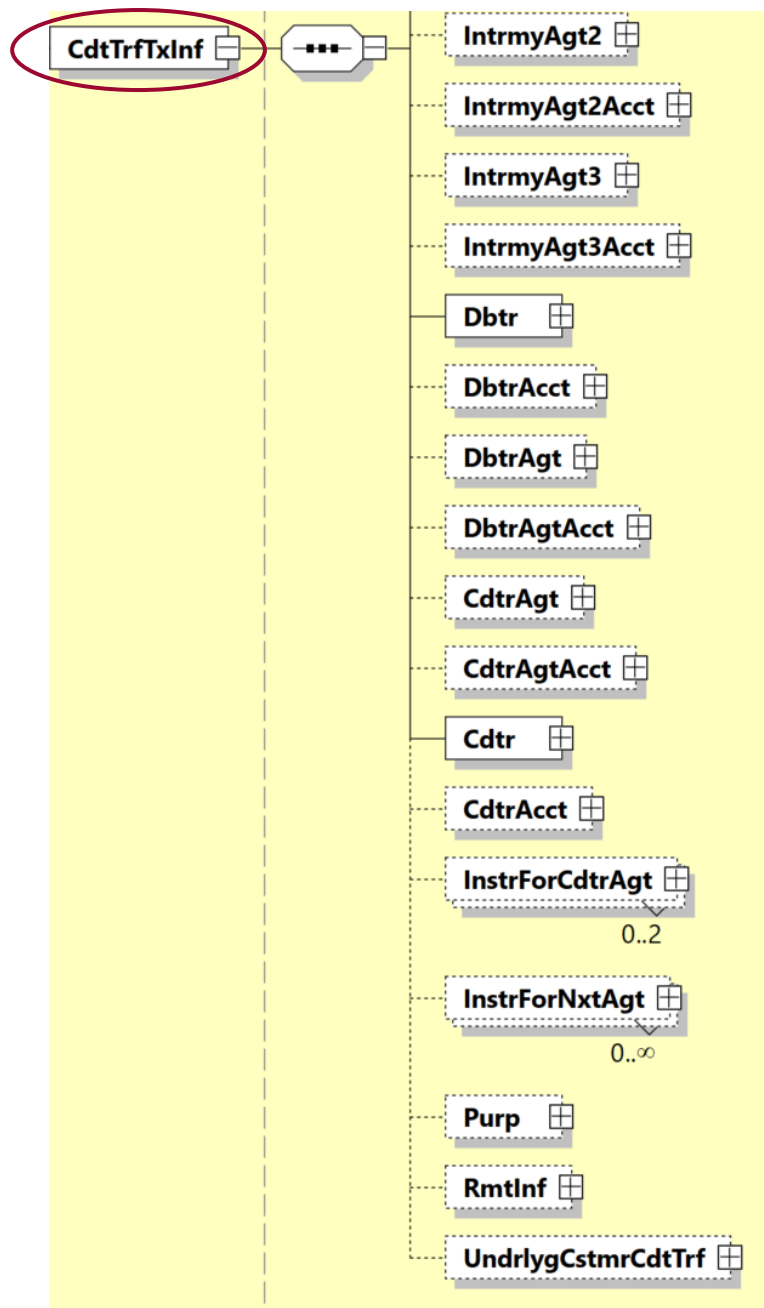 CdtTrfTxInf
IntrmyAgt2
IntrmyAgt2Acct
IntrmyAgt3
IntrmyAgt3Acct
Dbtr
DbtrAcct
DbtrAgt
DbtrAgtAcct
CdtrAgt
CdtrAgtAcct
Cdtr
CdtrAcct
InstrForCdtrAgt
0..2
InstrForNxtAgt
0..∞
Purp
RmtInf
UndrlygCstmrCdtTrf